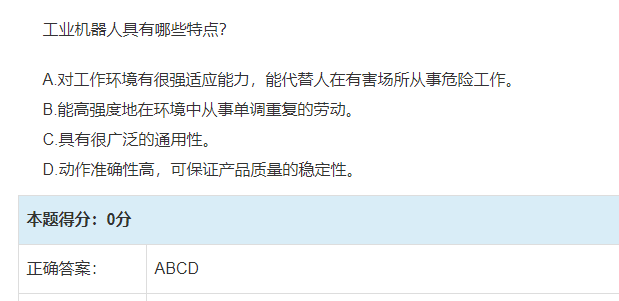 工业机器人具有哪些特点？
A.对工作环境有很强适应能力，能代替人在有害场所从事危险工作。
B.能高强度地在环境中从事单调重复的劳动。
C.具有很广泛的通用性。
D.动作准确性高，可保证产品质量的稳定性。
本题得分：0分
正确答案： ABCD